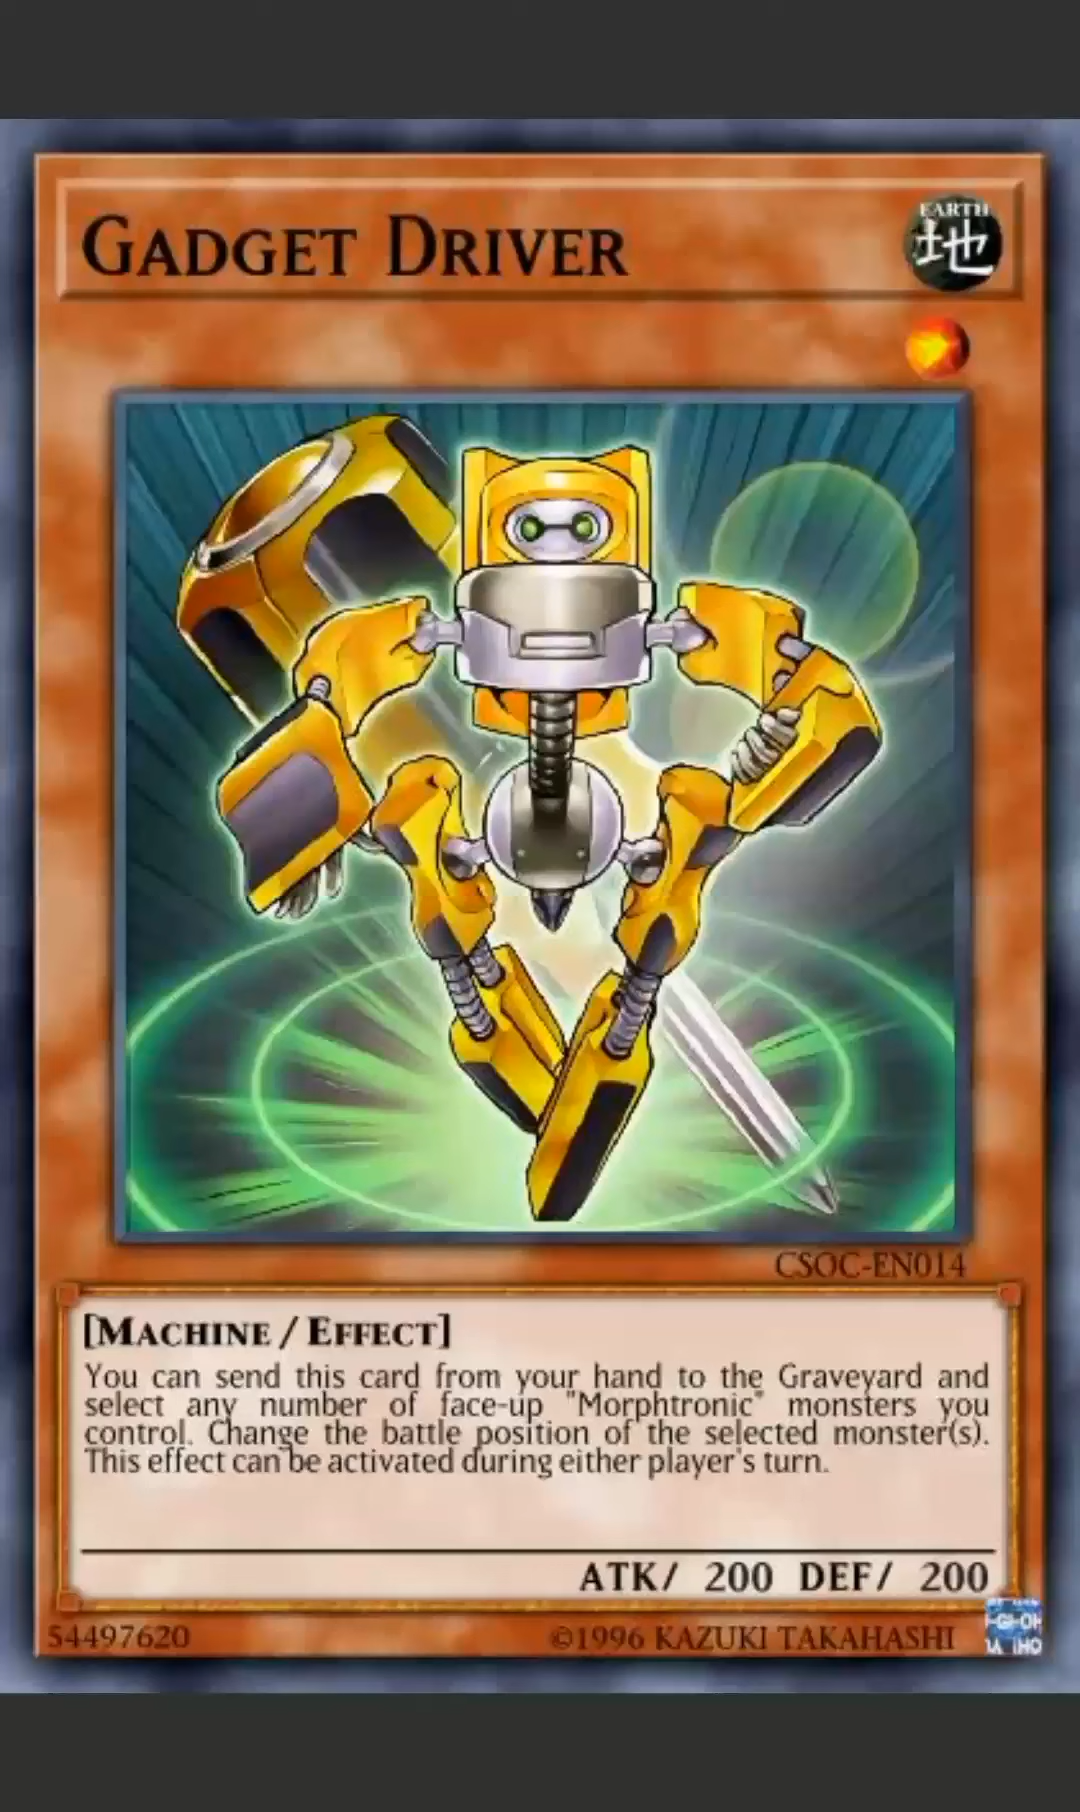 GADGET DRIVER
EARTH
地
CSOC-EN014
[MACHINE / EFFECT]
You can send this card from your hand to the Graveyard and
select any number of face-up "Morphtronic" monsters you
control. Change the battle position of the selected monster(s).
This effect can be activated during either player's turn.
ATK/ 200 DEF/ 200
54497620
©1996 KAZUKI TAKAHASHI